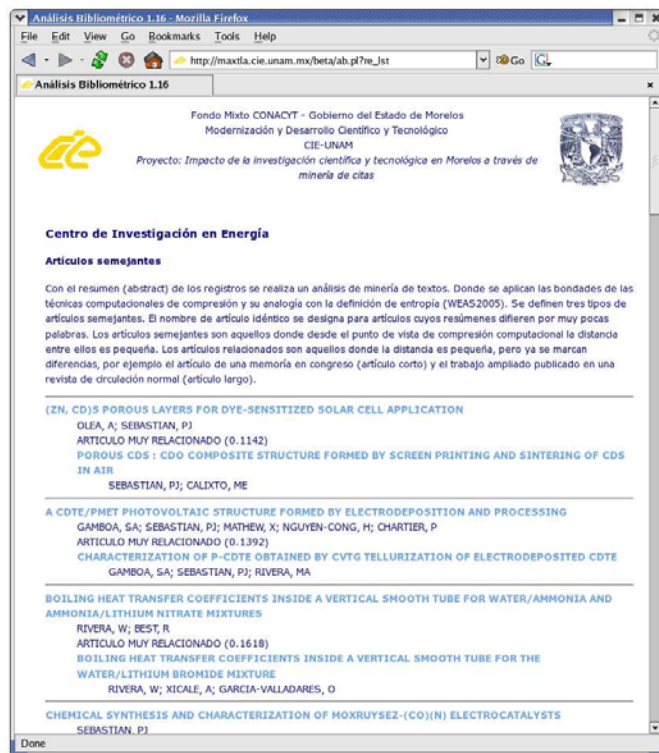 Análisis Bibliométrico 1.16 - Mozilla Firefox
File Edit View Go Bookmarks Tools Help
http://maxtla.cie.unam.mx/beta/ab.pl?re_lst
Go
Análisis Bibliométrico 1.16
Fondo Mixto CONACYT - Gobierno del Estado de Morelos
Modernización y Desarrollo Científico y Tecnológico
CIE-UNAM
Proyecto: Impacto de la investigación científica y tecnológica en Morelos a través de
minería de citas
cie
Centro de Investigación en Energía
Artículos semejantes
Con el resumen (abstract) de los registros se realiza un análisis de minería de textos. Donde se aplican las bondades de las
técnicas computacionales de compresión y su analogía con la definición de entropía (WEAS2005). Se definen tres tipos de
artículos semejantes. El nombre de artículo idéntico se designa para artículos cuyos resúmenes difieren por muy pocas
palabras. Los artículos semejantes son aquellos donde desde el punto de vista de compresión computacional la distancia
entre ellos es pequeña. Los artículos relacionados son aquellos donde la distancia es pequeña, pero ya se marcan
diferencias, por ejemplo el artículo de una memoría en congreso (artículo corto) y el trabajo ampliado publicado en una
revista de circulación normal (artículo largo).
(ZN, CD)S POROUS LAYERS FOR DYE-SENSITIZED SOLAR CELL APPLICATION
OLEA, A; SEBASTIAN, PJ
ARTICULO MUY RELACIONADO (0.1142)
POROUS CDS : CDO COMPOSITE STRUCTURE FORMED BY SCREEN PRINTING AND SINTERING OF CDS
IN AIR
SEBASTIAN, PJ; CALIXTO, ME
A CDTE/PMET PHOTOVOLTAIC STRUCTURE FORMED BY ELECTRODEPOSITION AND PROCESSING
GAMBOA, SA; SEBASTIAN, PJ; MATHEW, X; NGUYEN-CONG, H; CHARTIER, P
ARTICULO MUY RELACIONADO (0.1392)
CHARACTERIZATION OF P-CDTE OBTAINED BY CVTG TELLURIZATION OF ELECTRODEPOSITED CDTE
GAMBOA, SA; SEBASTIAN, PJ; RIVERA, MA
BOILING HEAT TRANSFER COEFFICIENTS INSIDE A VERTICAL SMOOTH TUBE FOR WATER/AMMONIA AND
AMMONIA/LITHIUM NITRATE MIXTURES
RIVERA, W; BEST, R
ARTICULO MUY RELACIONADO (0.1618)
BOILING HEAT TRANSFER COEFFICIENTS INSIDE A VERTICAL SMOOTH TUBE FOR THE
WATER/LITHIUM BROMIDE MIXTURE
RIVERA, W; XICALE, A; GARCIA-VALLADARES, O
CHEMICAL SYNTHESIS AND CHARACTERIZATION OF MOXRUYSEZ-(CO)(N) ELECTROCATALYSTS
SEBASTIAN, PJ
Done